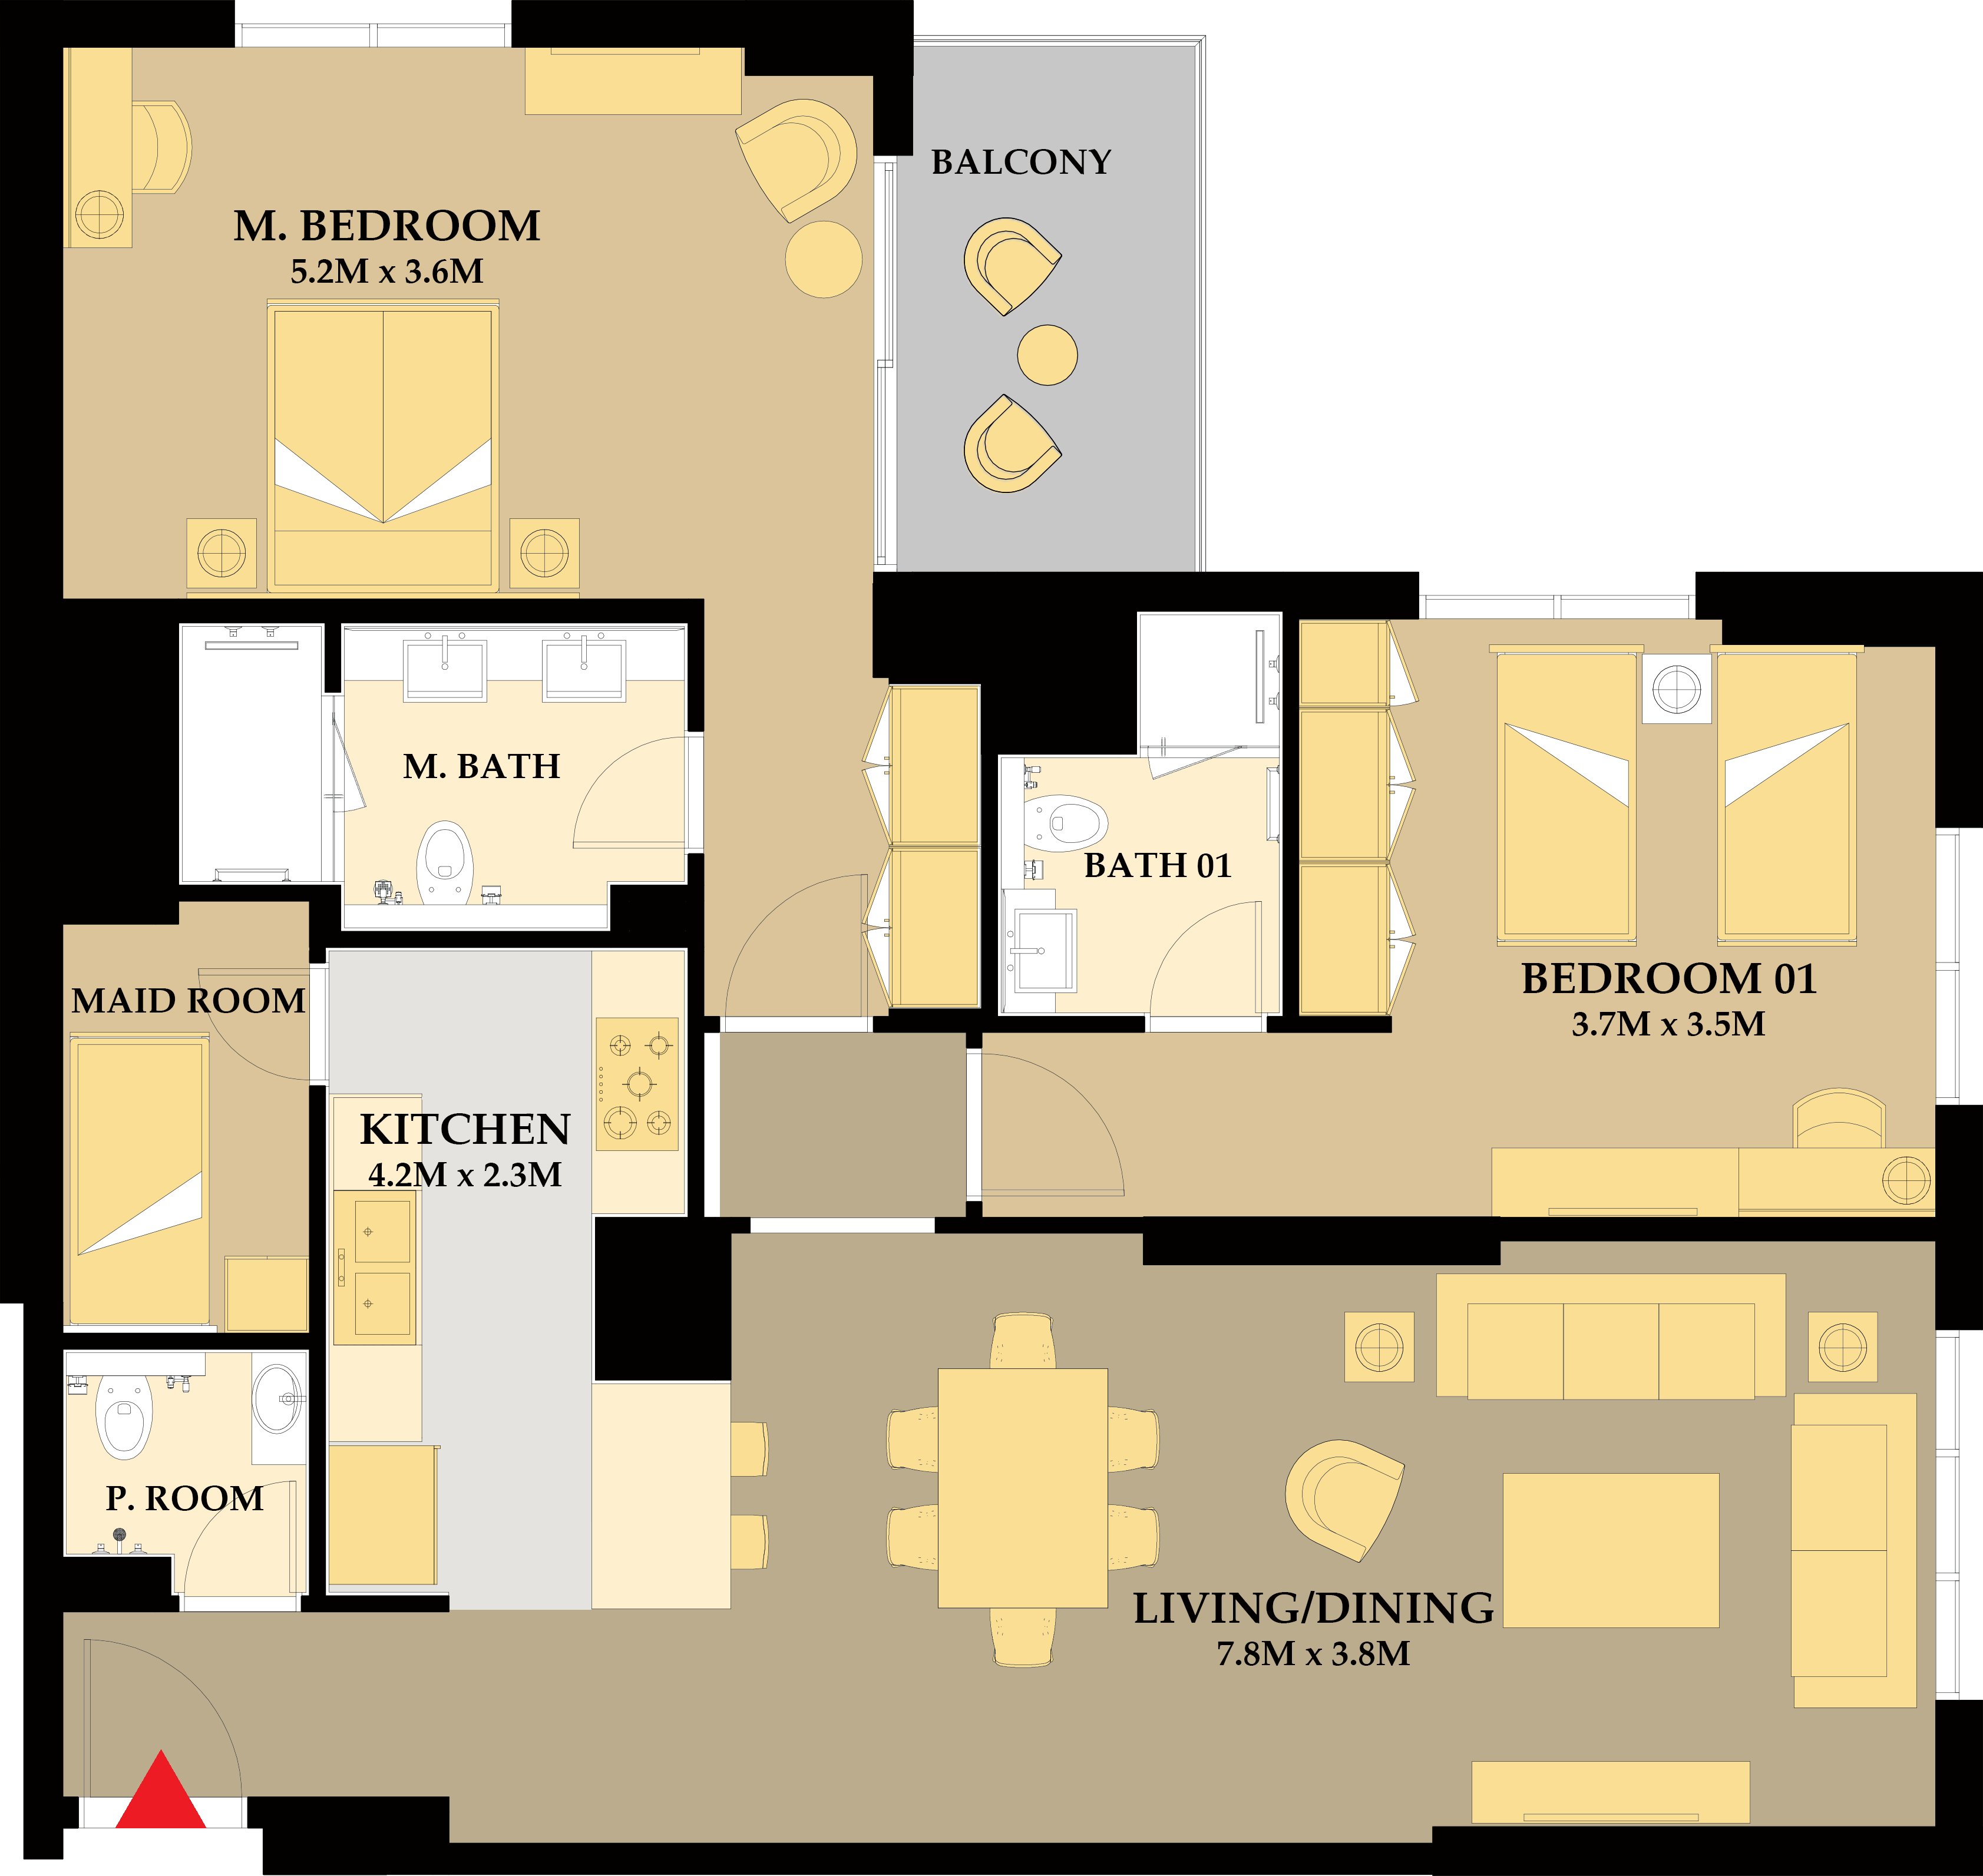 BALCONY
M. BEDROOM
5.2M x 3.6M
M. BATH
BATH 01
BEDROOM 01
3.7M x 3.5M
MAID ROOM
KITCHEN
4.2M x 2.3M
P. ROOM
LIVING/DINING
7.8M x 3.8M